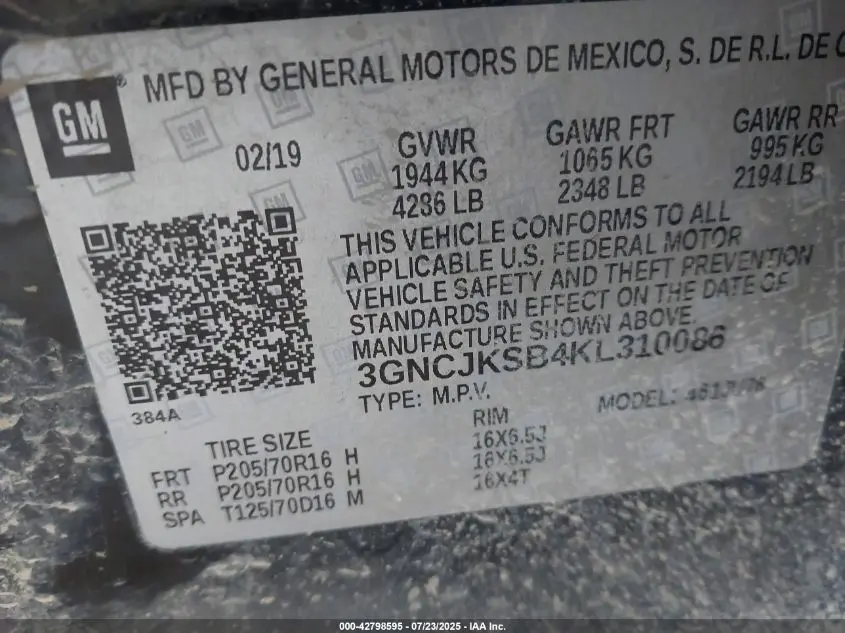 MFD BY GENERAL MOTORS DE MEXICO, S. DE R.L. DE C
GM
®
02/19
GVWR
1944 KG
4286 LB
GAWR FRT
1065 KG
2348 LB
GAWR RR
995 KG
2194 LB
THIS VEHICLE CONFORMS TO ALL
APPLICABLE U.S. FEDERAL MOTOR
VEHICLE SAFETY AND THEFT PREVENTION
STANDARDS IN EFFECT ON THE DATE OF
MANUFACTURE SHOWN ABOVE.
3GNCJKSB4KL310086
TYPE: M.P.V.
MODEL:
384A
TIRE SIZE
RIM
FRT P205/70R16 H 16X6.5J
RR P205/70R16 H 16X6.5J
SPA T125/70D16 M 16X4T
000-42798595 - 07/23/2025 - IAA Inc.